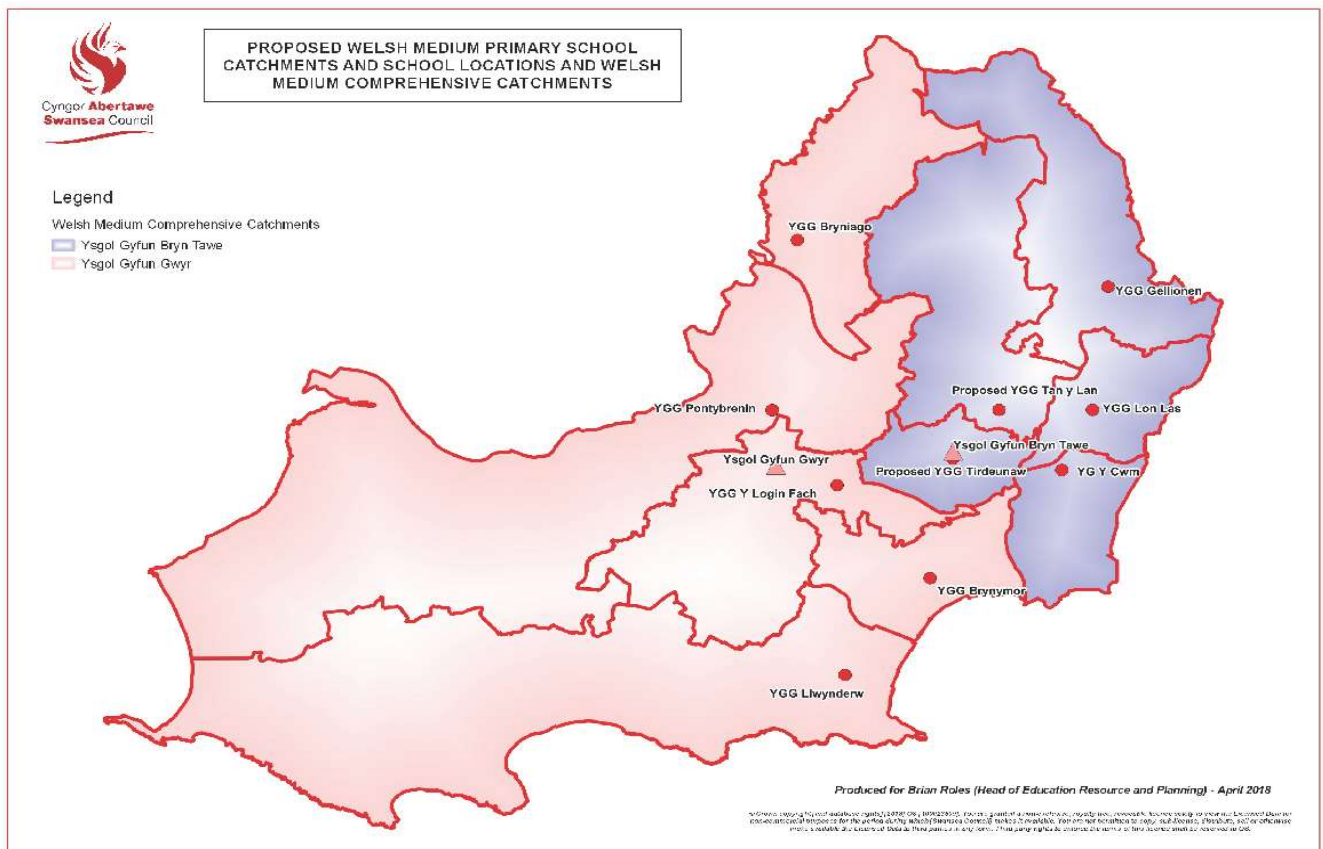 PROPOSED WELSH MEDIUM PRIMARY SCHOOL
CATCHMENTS AND SCHOOL LOCATIONS AND WELSH
MEDIUM COMPREHENSIVE CATCHMENTS
Cyngor Abertawe
Swansea Council
Legend
Welsh Medium Comprehensive Catchments
Ysgol Gyfun Bryn Tawe
Ysgol Gyfun Gwyr
YGG Bryniago
YGG Gellionen
Proposed YGG Tan y Lan
YGG Pontybrenin
YGG Lon Las
Ysgol Gyfun Bryn Tawe
Ysgol Gyfun Gwyr
Proposed YGG Tirdeunaw
YG Y Cwm
YGG Y Login Fach
YGG Brynymor
YGG Llwynderw
Produced for Brian Roles (Head of Education Resource and Planning) - April 2018